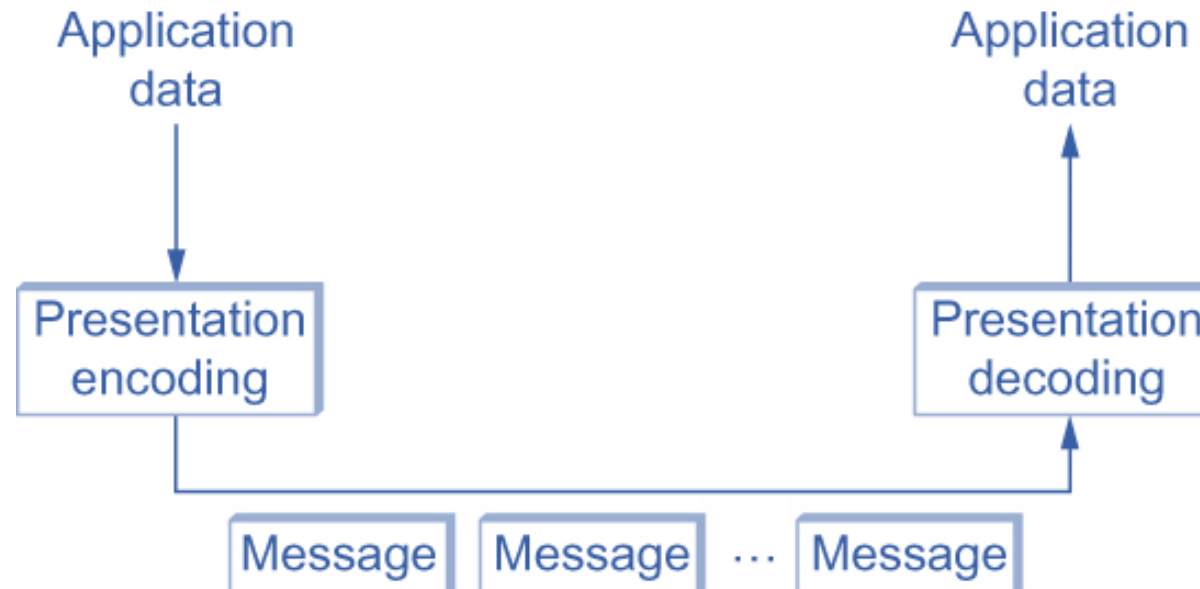 Application
data
Application
data
Presentation
encoding
Presentation
decoding
Message
Message
...
Message